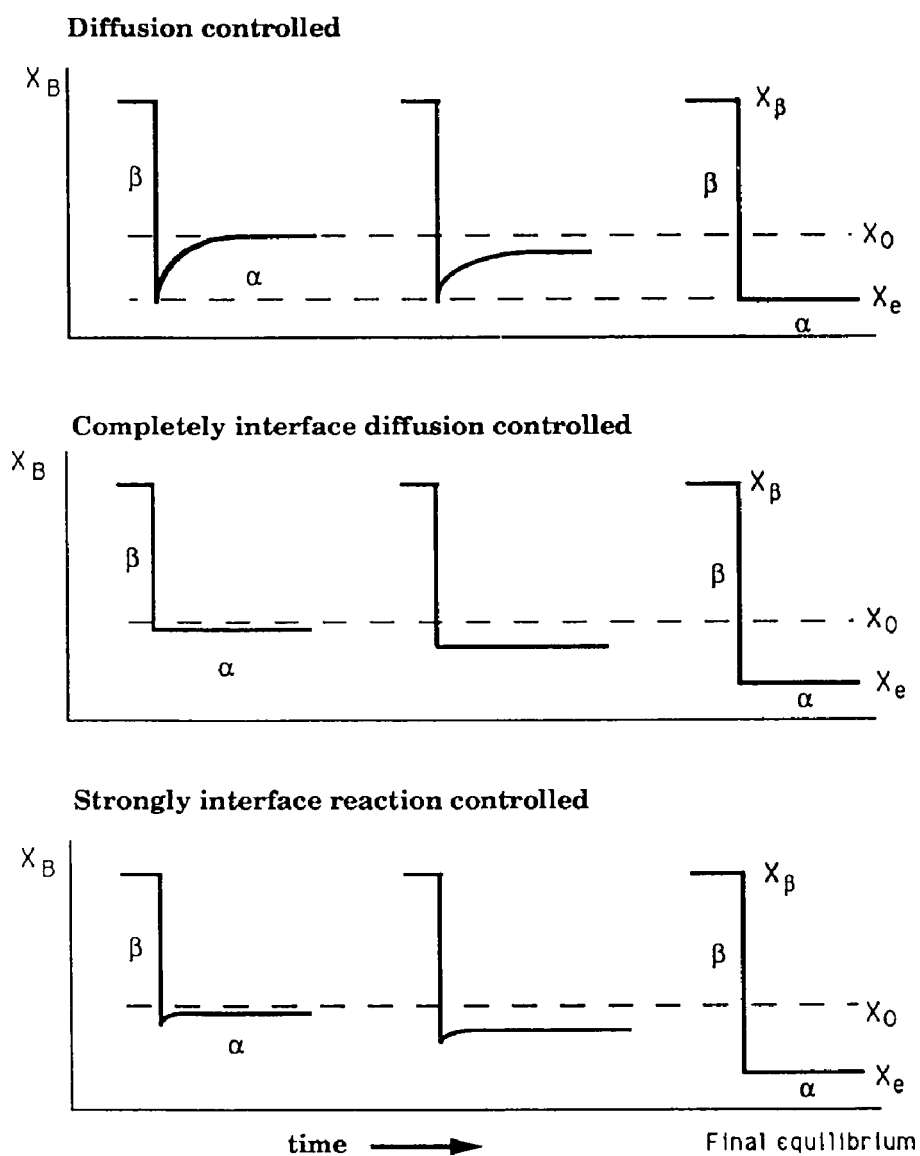 Diffusion controlled
X_B
X_β
β
β
X_0
α
X_e
α
Completely interface diffusion controlled
X_B
X_β
β
β
X_0
α
X_e
α
Strongly interface reaction controlled
X_B
X_β
β
β
X_0
α
X_e
α
time
Final equilibrium